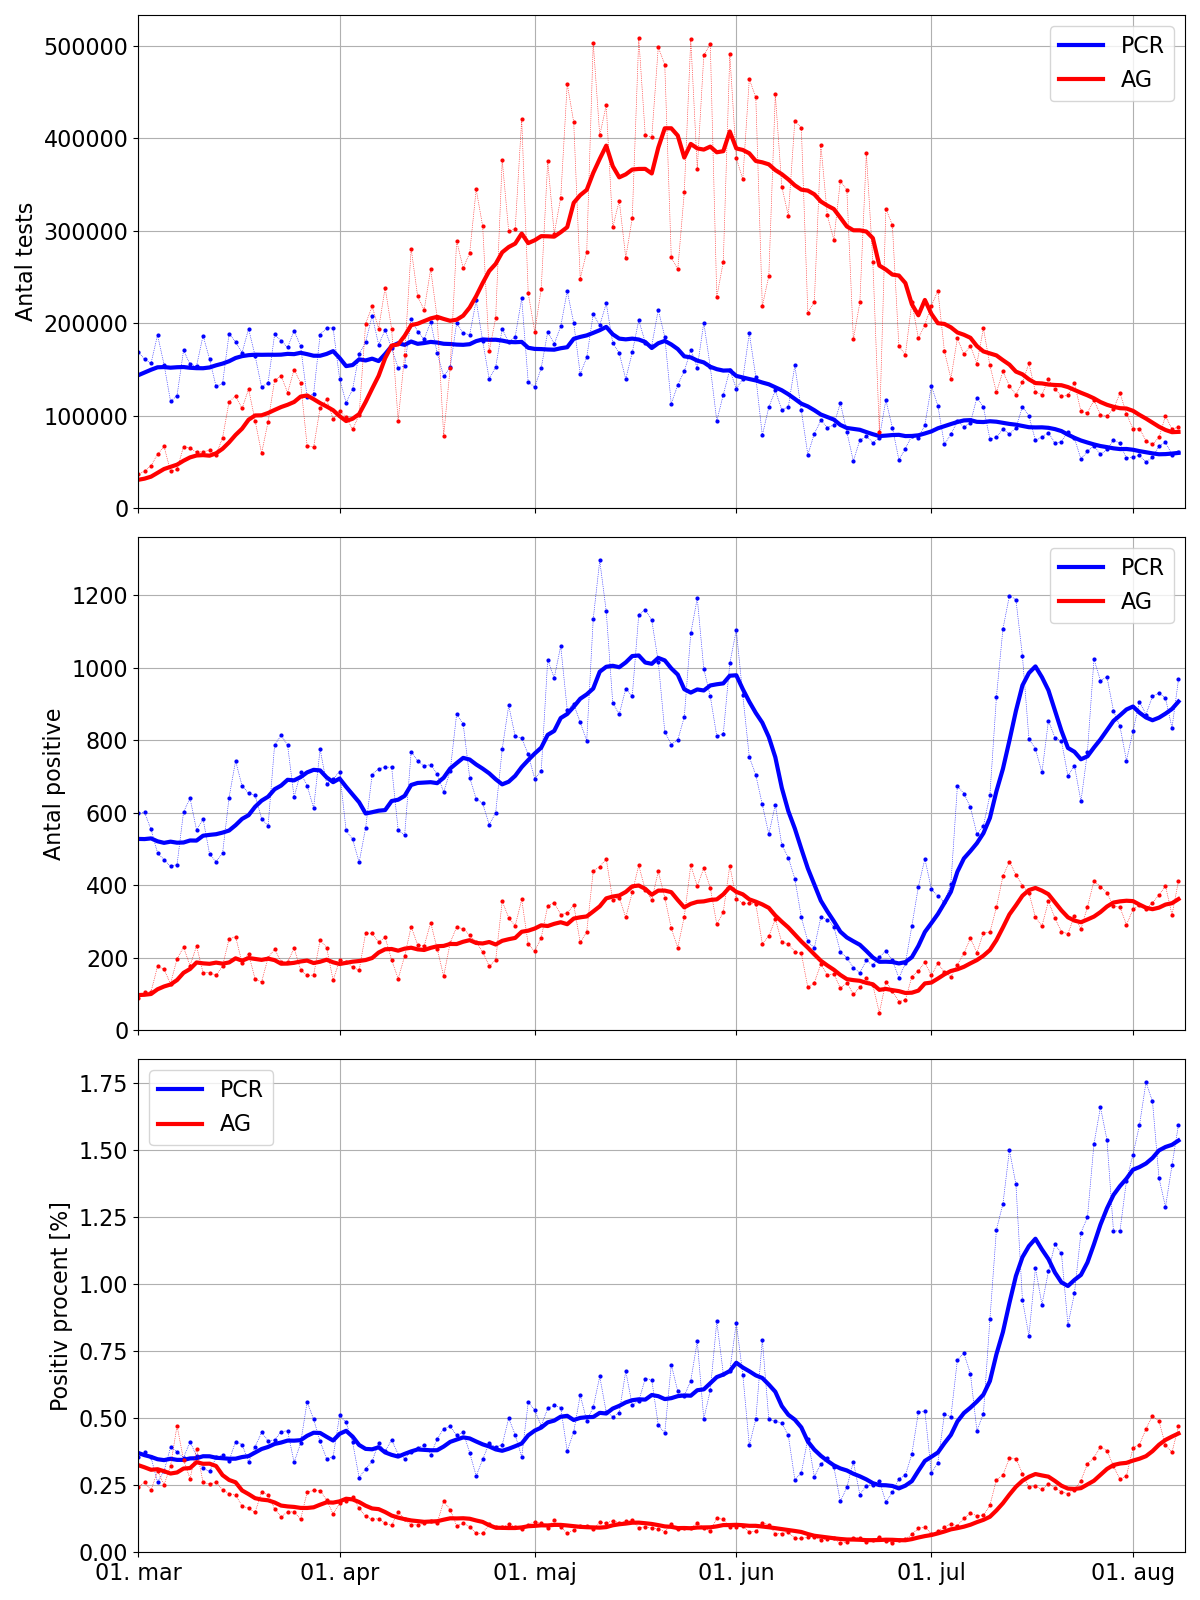 500000
400000
300000
200000
100000
0
Antal tests
PCR
AG
1200
1000
800
600
400
200
0
Antal positive
PCR
AG
1.75
1.50
1.25
1.00
0.75
0.50
0.25
0.00
Positiv procent [%]
PCR
AG
01. mar 01. apr 01. maj 01. jun 01. jul 01. aug